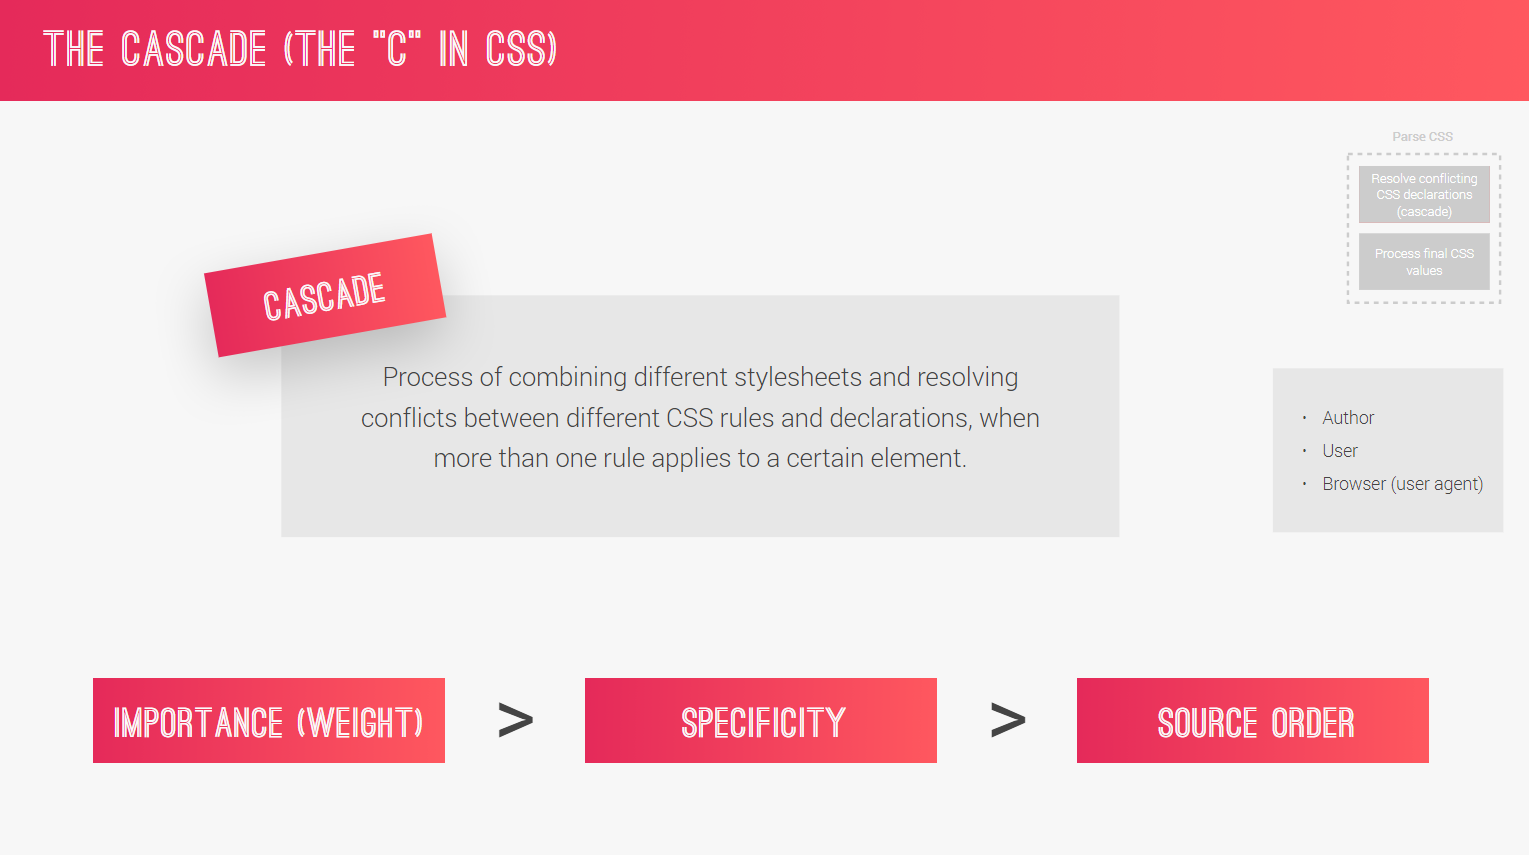 THE CASCADE (THE "C" IN CSS)
Parse CSS
Resolve conflicting
CSS declarations
(cascade)
Process final CSS
values
CASCADE
Process of combining different stylesheets and resolving
conflicts between different CSS rules and declarations, when
more than one rule applies to a certain element.
• Author
• User
• Browser (user agent)
IMPORTANCE (WEIGHT) > SPECIFICITY > SOURCE ORDER